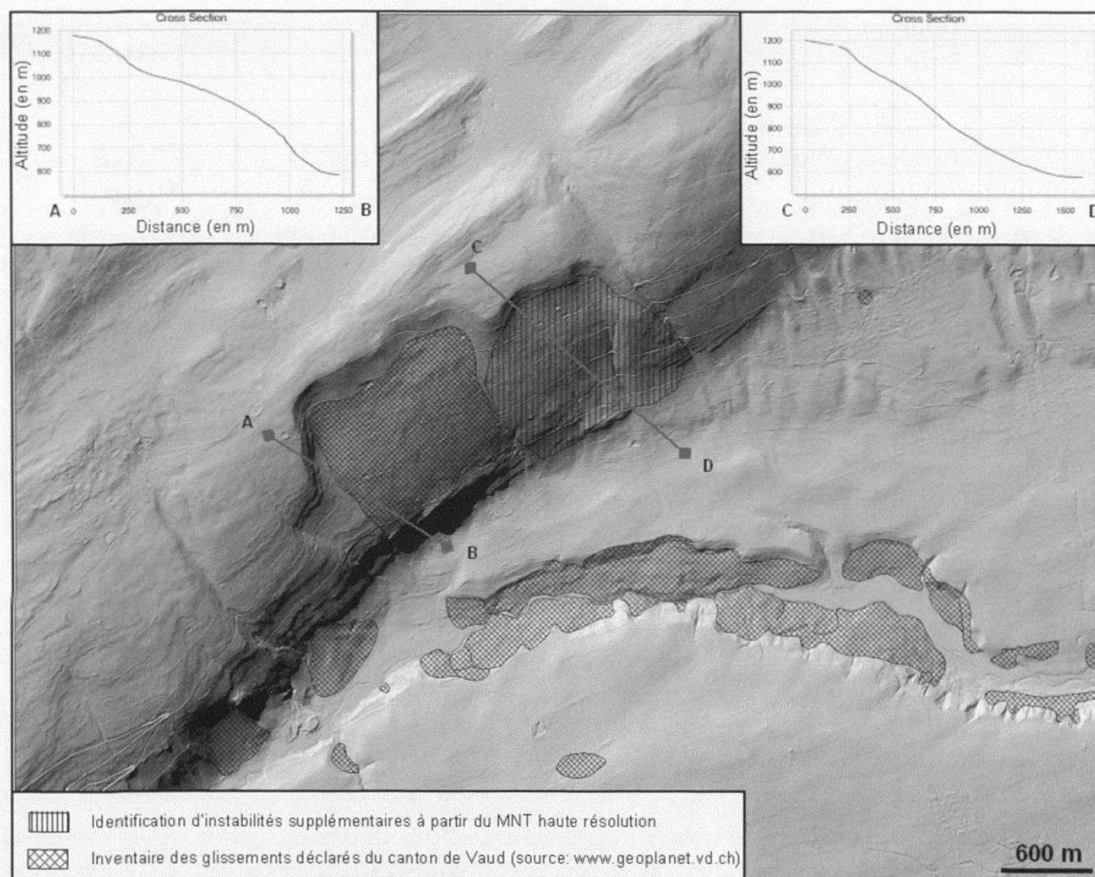 Cross Section
Altitude (en m)
1200
1100
1000
900
800
700
600
A 0 250 500 750 1000 1250 B
Distance (en m)
Cross Section
Altitude (en m)
1200
1100
1000
900
800
700
600
C 0 250 500 750 1000 1250 1500 D
Distance (en m)
C
A
D
B
Identification d'instabilités supplémentaires à partir du MNT haute résolution
Inventaire des glissements déclarés du canton de Vaud (source: www.geoplanet.vd.ch)
600 m